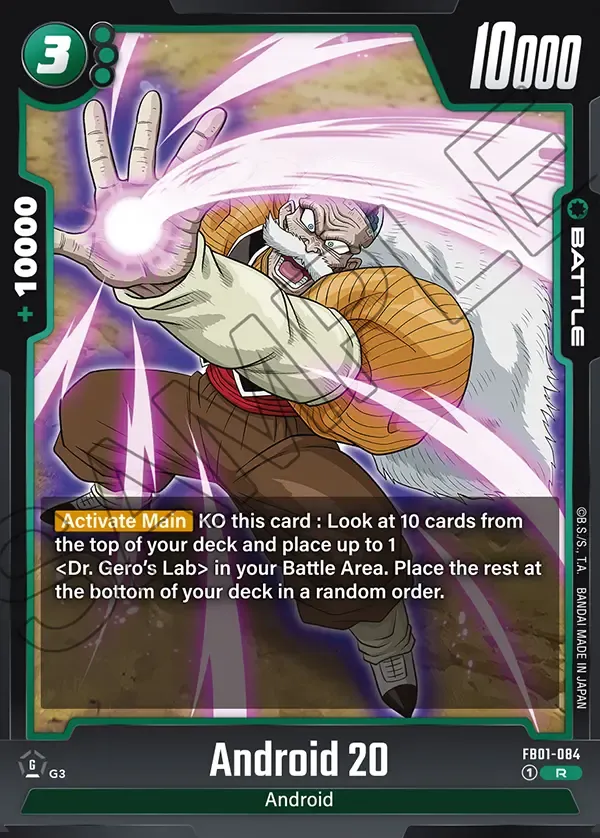 3
10000
+ 10000
BATTLE
SAMPLE
Activate Main KO this card : Look at 10 cards from
the top of your deck and place up to 1
<Dr. Gero's Lab> in your Battle Area. Place the rest at
the bottom of your deck in a random order.
©B.S./S., T.A. BANDAI MADE IN JAPAN
G G3
Android 20
FB01-084
1 R
Android